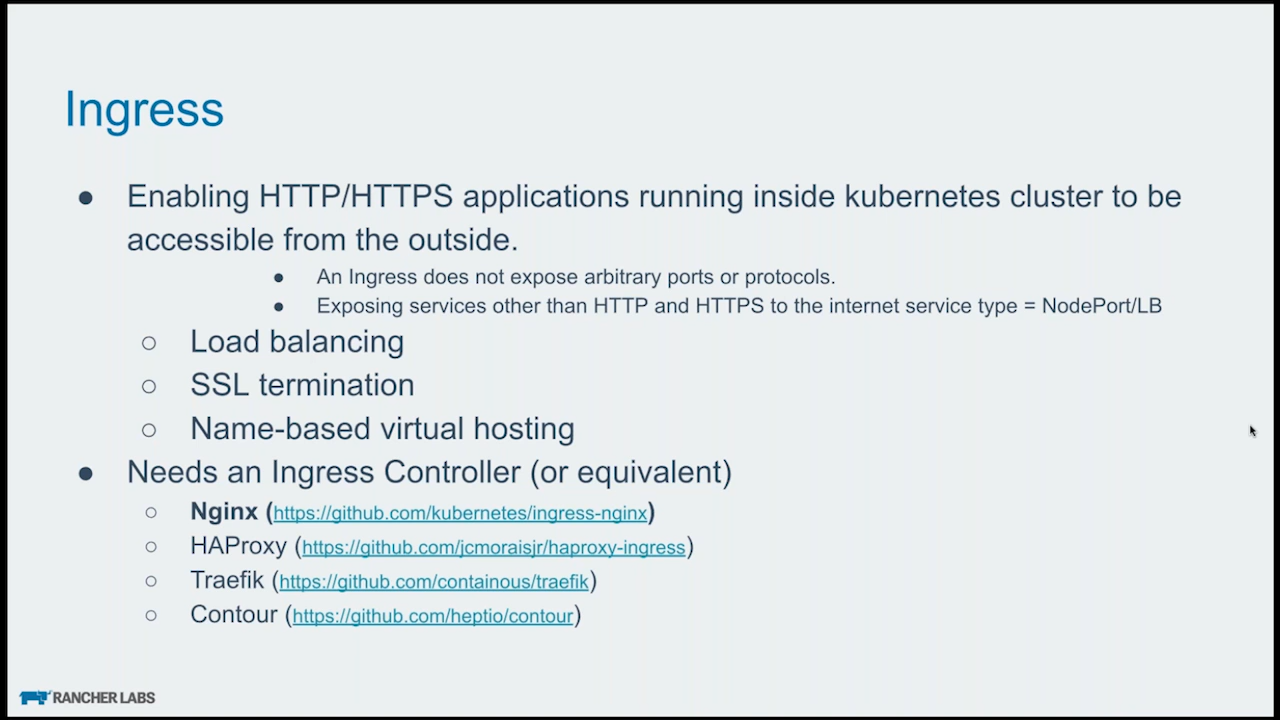 Ingress
● Enabling HTTP/HTTPS applications running inside kubernetes cluster to be
accessible from the outside.
● An Ingress does not expose arbitrary ports or protocols.
● Exposing services other than HTTP and HTTPS to the internet service type = NodePort/LB
○ Load balancing
○ SSL termination
○ Name-based virtual hosting
● Needs an Ingress Controller (or equivalent)
○ Nginx (https://github.com/kubernetes/ingress-nginx)
○ HAProxy (https://github.com/jcmoraisjr/haproxy-ingress)
○ Traefik (https://github.com/containous/traefik)
○ Contour (https://github.com/heptio/contour)
RANCHER LABS